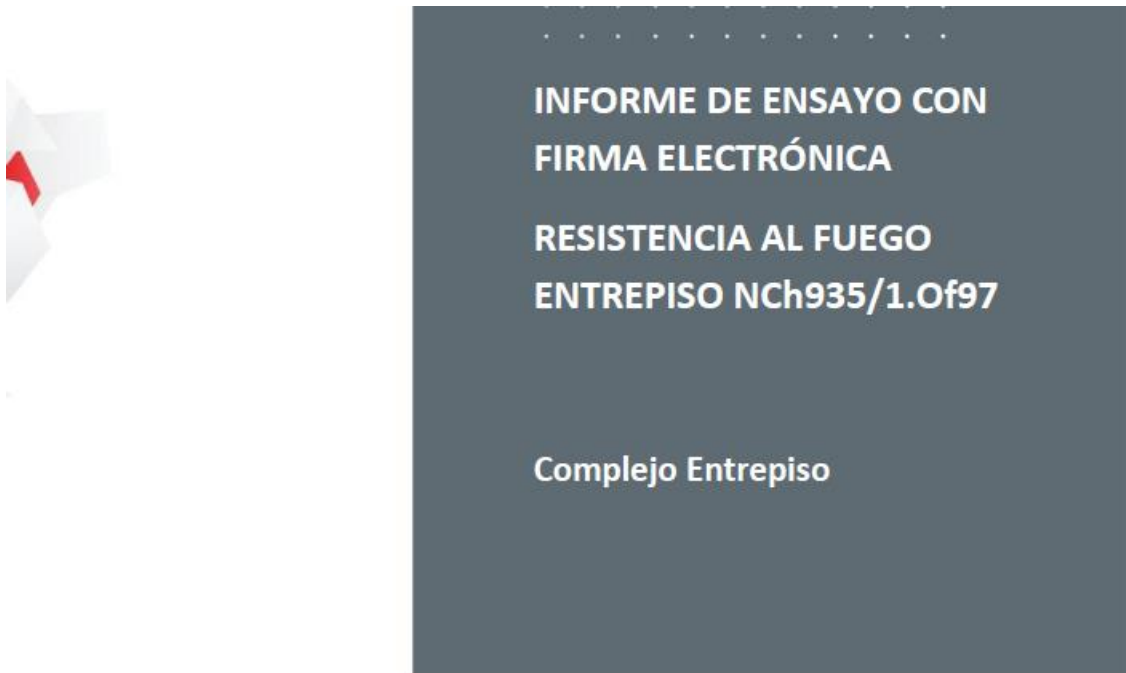 INFORME DE ENSAYO CON
FIRMA ELECTRÓNICA
RESISTENCIA AL FUEGO
ENTREPISO NCh935/1.Of97
Complejo Entrepiso